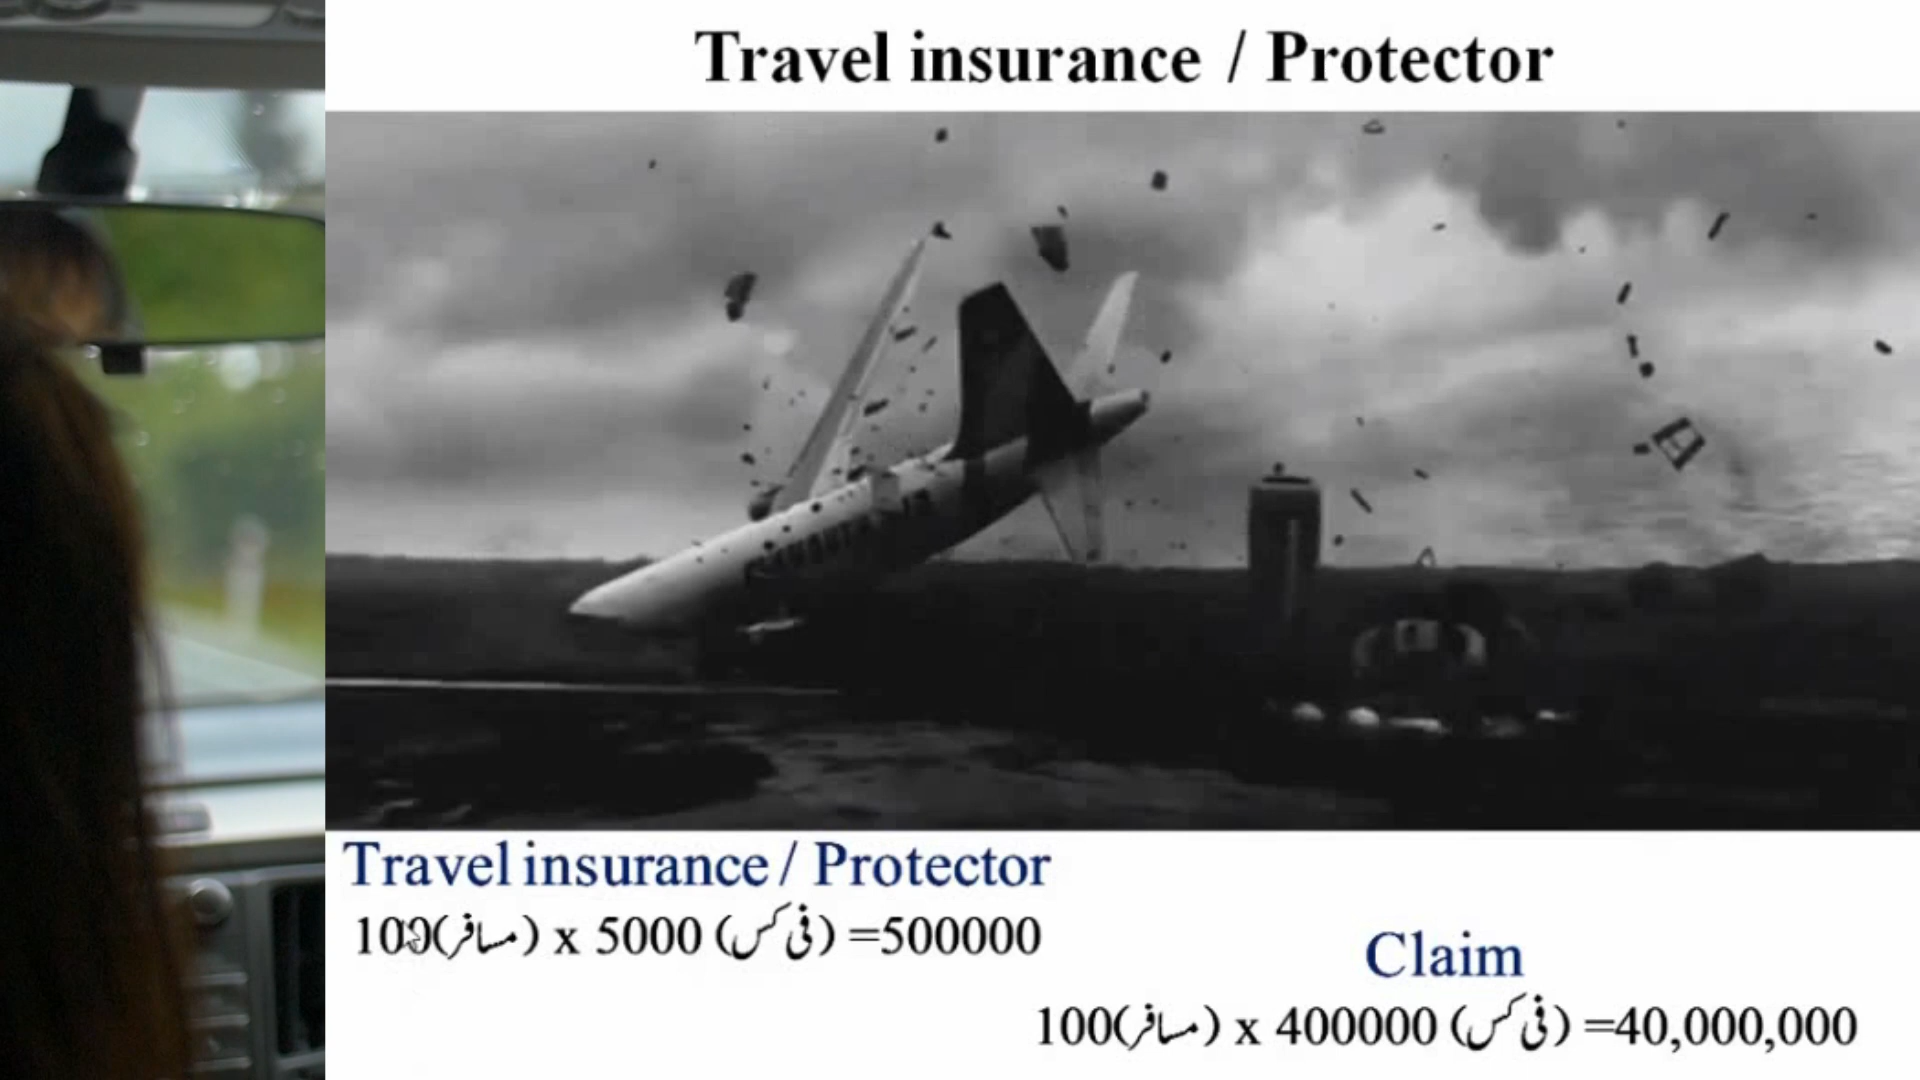 Travel insurance / Protector
Travel insurance / Protector
100(مسافر) x 5000 (فی کس) =500000
Claim
100(مسافر) x 400000 (فی کس) =40,000,000